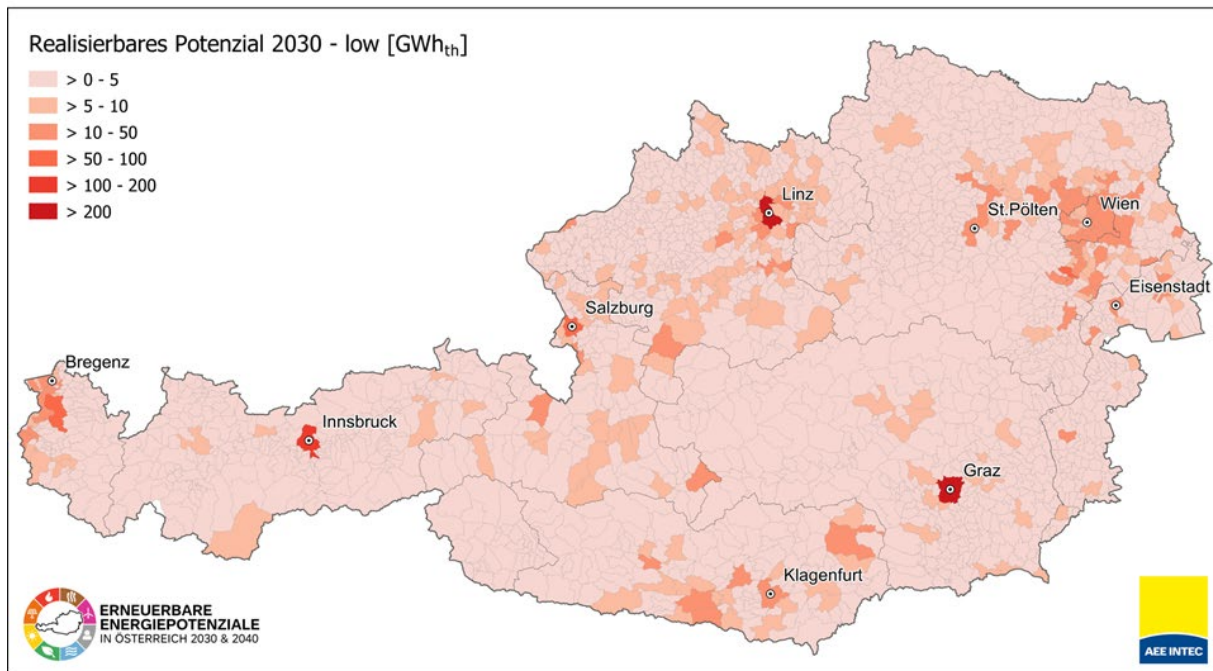 Realisierbares Potenzial 2030 - low [GWhth]
> 0 - 5
> 5 - 10
> 10 - 50
> 50 - 100
> 100 - 200
> 200
Linz
St.Pölten
Wien
Eisenstadt
Salzburg
Bregenz
Innsbruck
Graz
Klagenfurt
ERNEUERBARE
ENERGIEPOTENZIALE
IN ÖSTERREICH 2030 & 2040
AEE INTEC